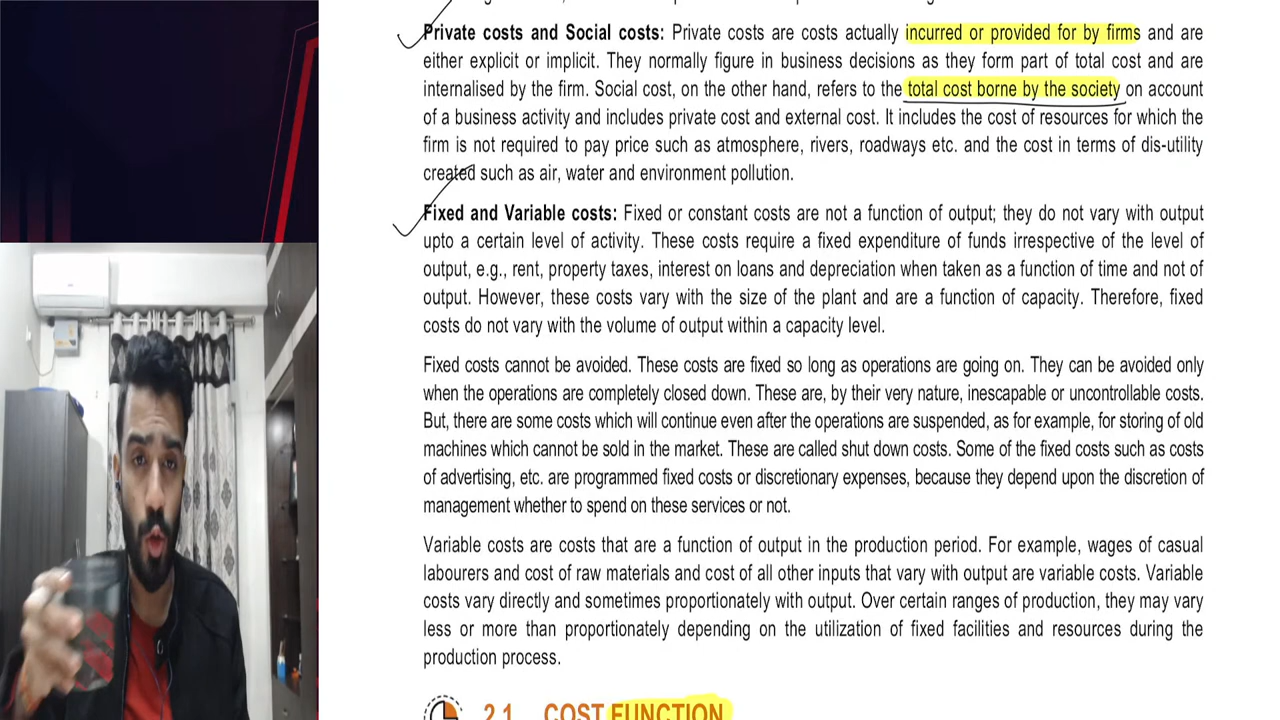 Private costs and Social costs: Private costs are costs actually incurred or provided for by firms and are
either explicit or implicit. They normally figure in business decisions as they form part of total cost and are
internalised by the firm. Social cost, on the other hand, refers to the total cost borne by the society on account
of a business activity and includes private cost and external cost. It includes the cost of resources for which the
firm is not required to pay price such as atmosphere, rivers, roadways etc. and the cost in terms of dis-utility
created such as air, water and environment pollution.
Fixed and Variable costs: Fixed or constant costs are not a function of output; they do not vary with output
upto a certain level of activity. These costs require a fixed expenditure of funds irrespective of the level of
output, e.g., rent, property taxes, interest on loans and depreciation when taken as a function of time and not of
output. However, these costs vary with the size of the plant and are a function of capacity. Therefore, fixed
costs do not vary with the volume of output within a capacity level.
Fixed costs cannot be avoided. These costs are fixed so long as operations are going on. They can be avoided only
when the operations are completely closed down. These are, by their very nature, inescapable or uncontrollable costs.
But, there are some costs which will continue even after the operations are suspended, as for example, for storing of old
machines which cannot be sold in the market. These are called shut down costs. Some of the fixed costs such as costs
of advertising, etc. are programmed fixed costs or discretionary expenses, because they depend upon the discretion of
management whether to spend on these services or not.
Variable costs are costs that are a function of output in the production period. For example, wages of casual
labourers and cost of raw materials and cost of all other inputs that vary with output are variable costs. Variable
costs vary directly and sometimes proportionately with output. Over certain ranges of production, they may vary
less or more than proportionately depending on the utilization of fixed facilities and resources during the
production process.
2.1 COST FUNCTION